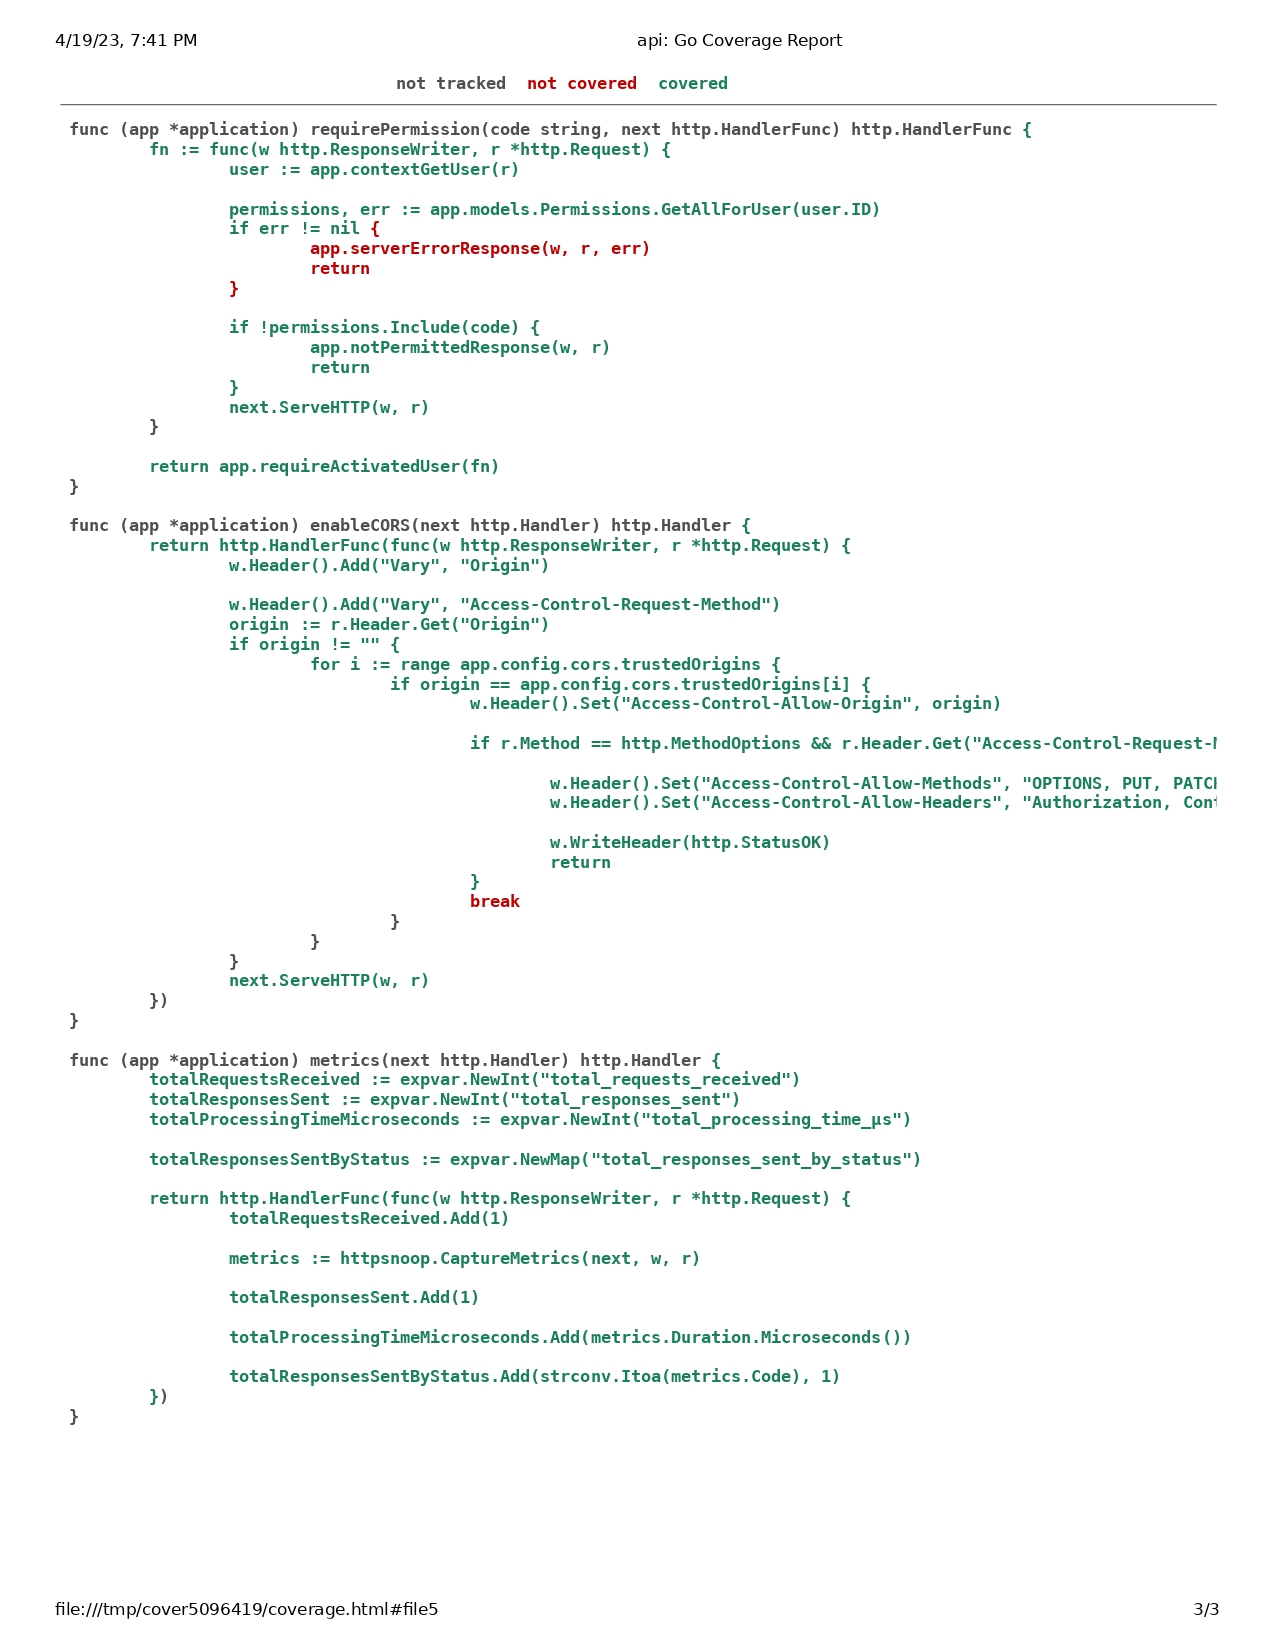 4/19/23, 7:41 PM
api: Go Coverage Report
not tracked not covered covered
func (app *application) requirePermission(code string, next http.HandlerFunc) http.HandlerFunc {
        fn := func(w http.ResponseWriter, r *http.Request) {
                user := app.contextGetUser(r)

                permissions, err := app.models.Permissions.GetAllForUser(user.ID)
                if err != nil {
                        app.serverErrorResponse(w, r, err)
                        return
                }

                if !permissions.Include(code) {
                        app.notPermittedResponse(w, r)
                        return
                }
                next.ServeHTTP(w, r)
        }

        return app.requireActivatedUser(fn)
}

func (app *application) enableCORS(next http.Handler) http.Handler {
        return http.HandlerFunc(func(w http.ResponseWriter, r *http.Request) {
                w.Header().Add("Vary", "Origin")

                w.Header().Add("Vary", "Access-Control-Request-Method")
                origin := r.Header.Get("Origin")
                if origin != "" {
                        for i := range app.config.cors.trustedOrigins {
                                if origin == app.config.cors.trustedOrigins[i] {
                                        w.Header().Set("Access-Control-Allow-Origin", origin)

                                        if r.Method == http.MethodOptions && r.Header.Get("Access-Control-Request-M

                                                w.Header().Set("Access-Control-Allow-Methods", "OPTIONS, PUT, PATCH
                                                w.Header().Set("Access-Control-Allow-Headers", "Authorization, Cont

                                                w.WriteHeader(http.StatusOK)
                                                return
                                        }
                                        break
                                }
                        }
                }
                next.ServeHTTP(w, r)
        })
}

func (app *application) metrics(next http.Handler) http.Handler {
        totalRequestsReceived := expvar.NewInt("total_requests_received")
        totalResponsesSent := expvar.NewInt("total_responses_sent")
        totalProcessingTimeMicroseconds := expvar.NewInt("total_processing_time_μs")

        totalResponsesSentByStatus := expvar.NewMap("total_responses_sent_by_status")

        return http.HandlerFunc(func(w http.ResponseWriter, r *http.Request) {
                totalRequestsReceived.Add(1)

                metrics := httpsnoop.CaptureMetrics(next, w, r)

                totalResponsesSent.Add(1)

                totalProcessingTimeMicroseconds.Add(metrics.Duration.Microseconds())

                totalResponsesSentByStatus.Add(strconv.Itoa(metrics.Code), 1)
        })
}
file:///tmp/cover5096419/coverage.html#file5
3/3